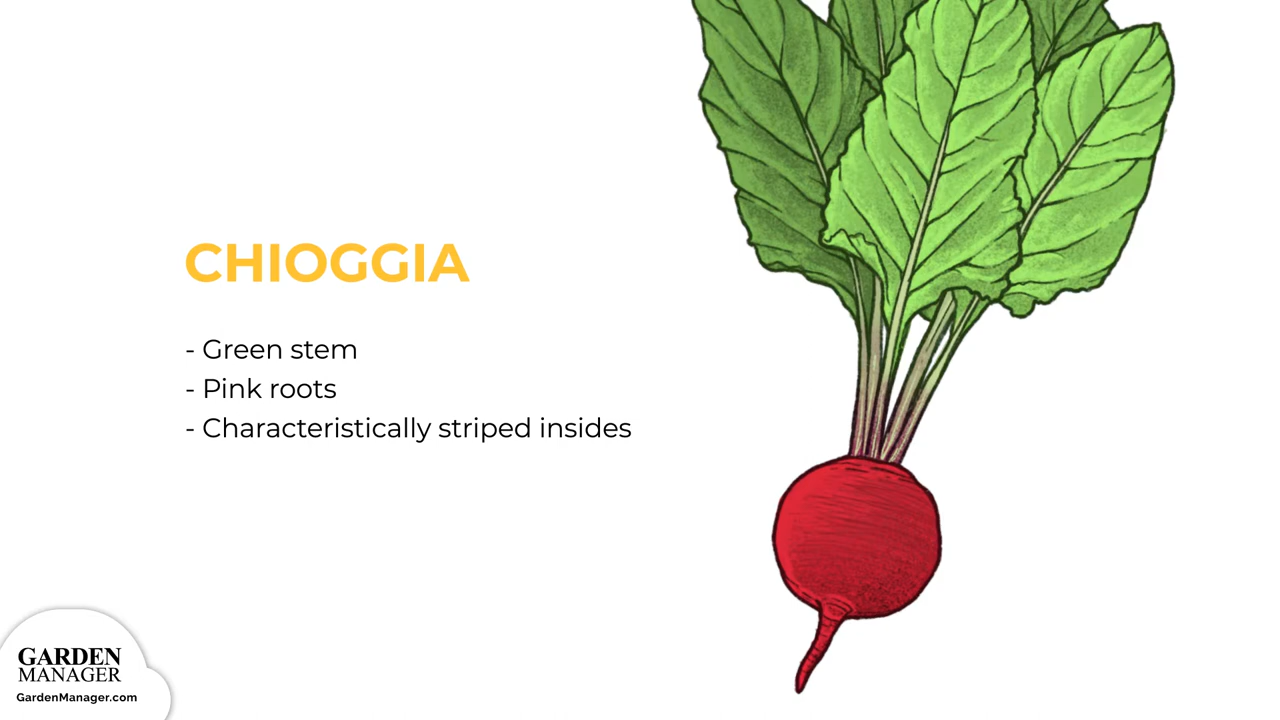 CHIOGGIA
- Green stem
- Pink roots
- Characteristically striped insides
GARDEN
MANAGER
GardenManager.com